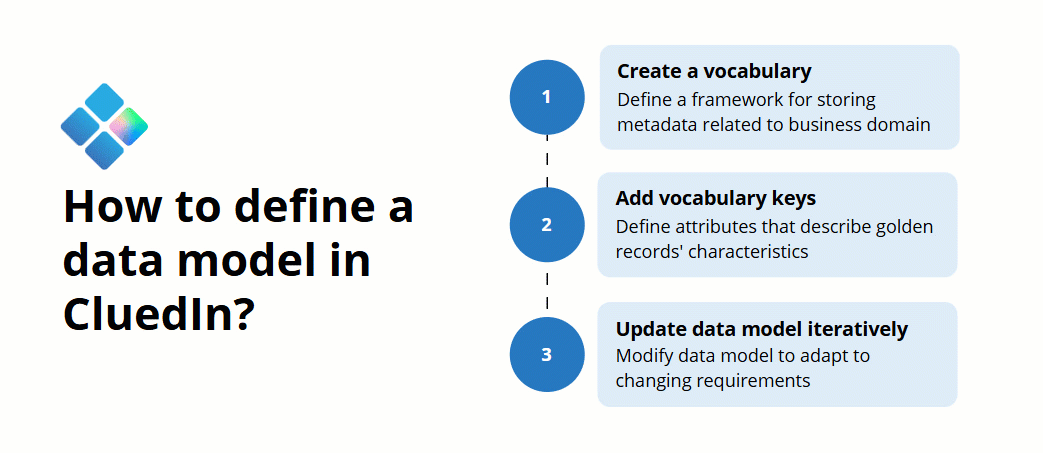 How to define a
data model in
CluedIn?
1
Create a vocabulary
Define a framework for storing
metadata related to business domain
2
Add vocabulary keys
Define attributes that describe golden
records' characteristics
3
Update data model iteratively
Modify data model to adapt to
changing requirements